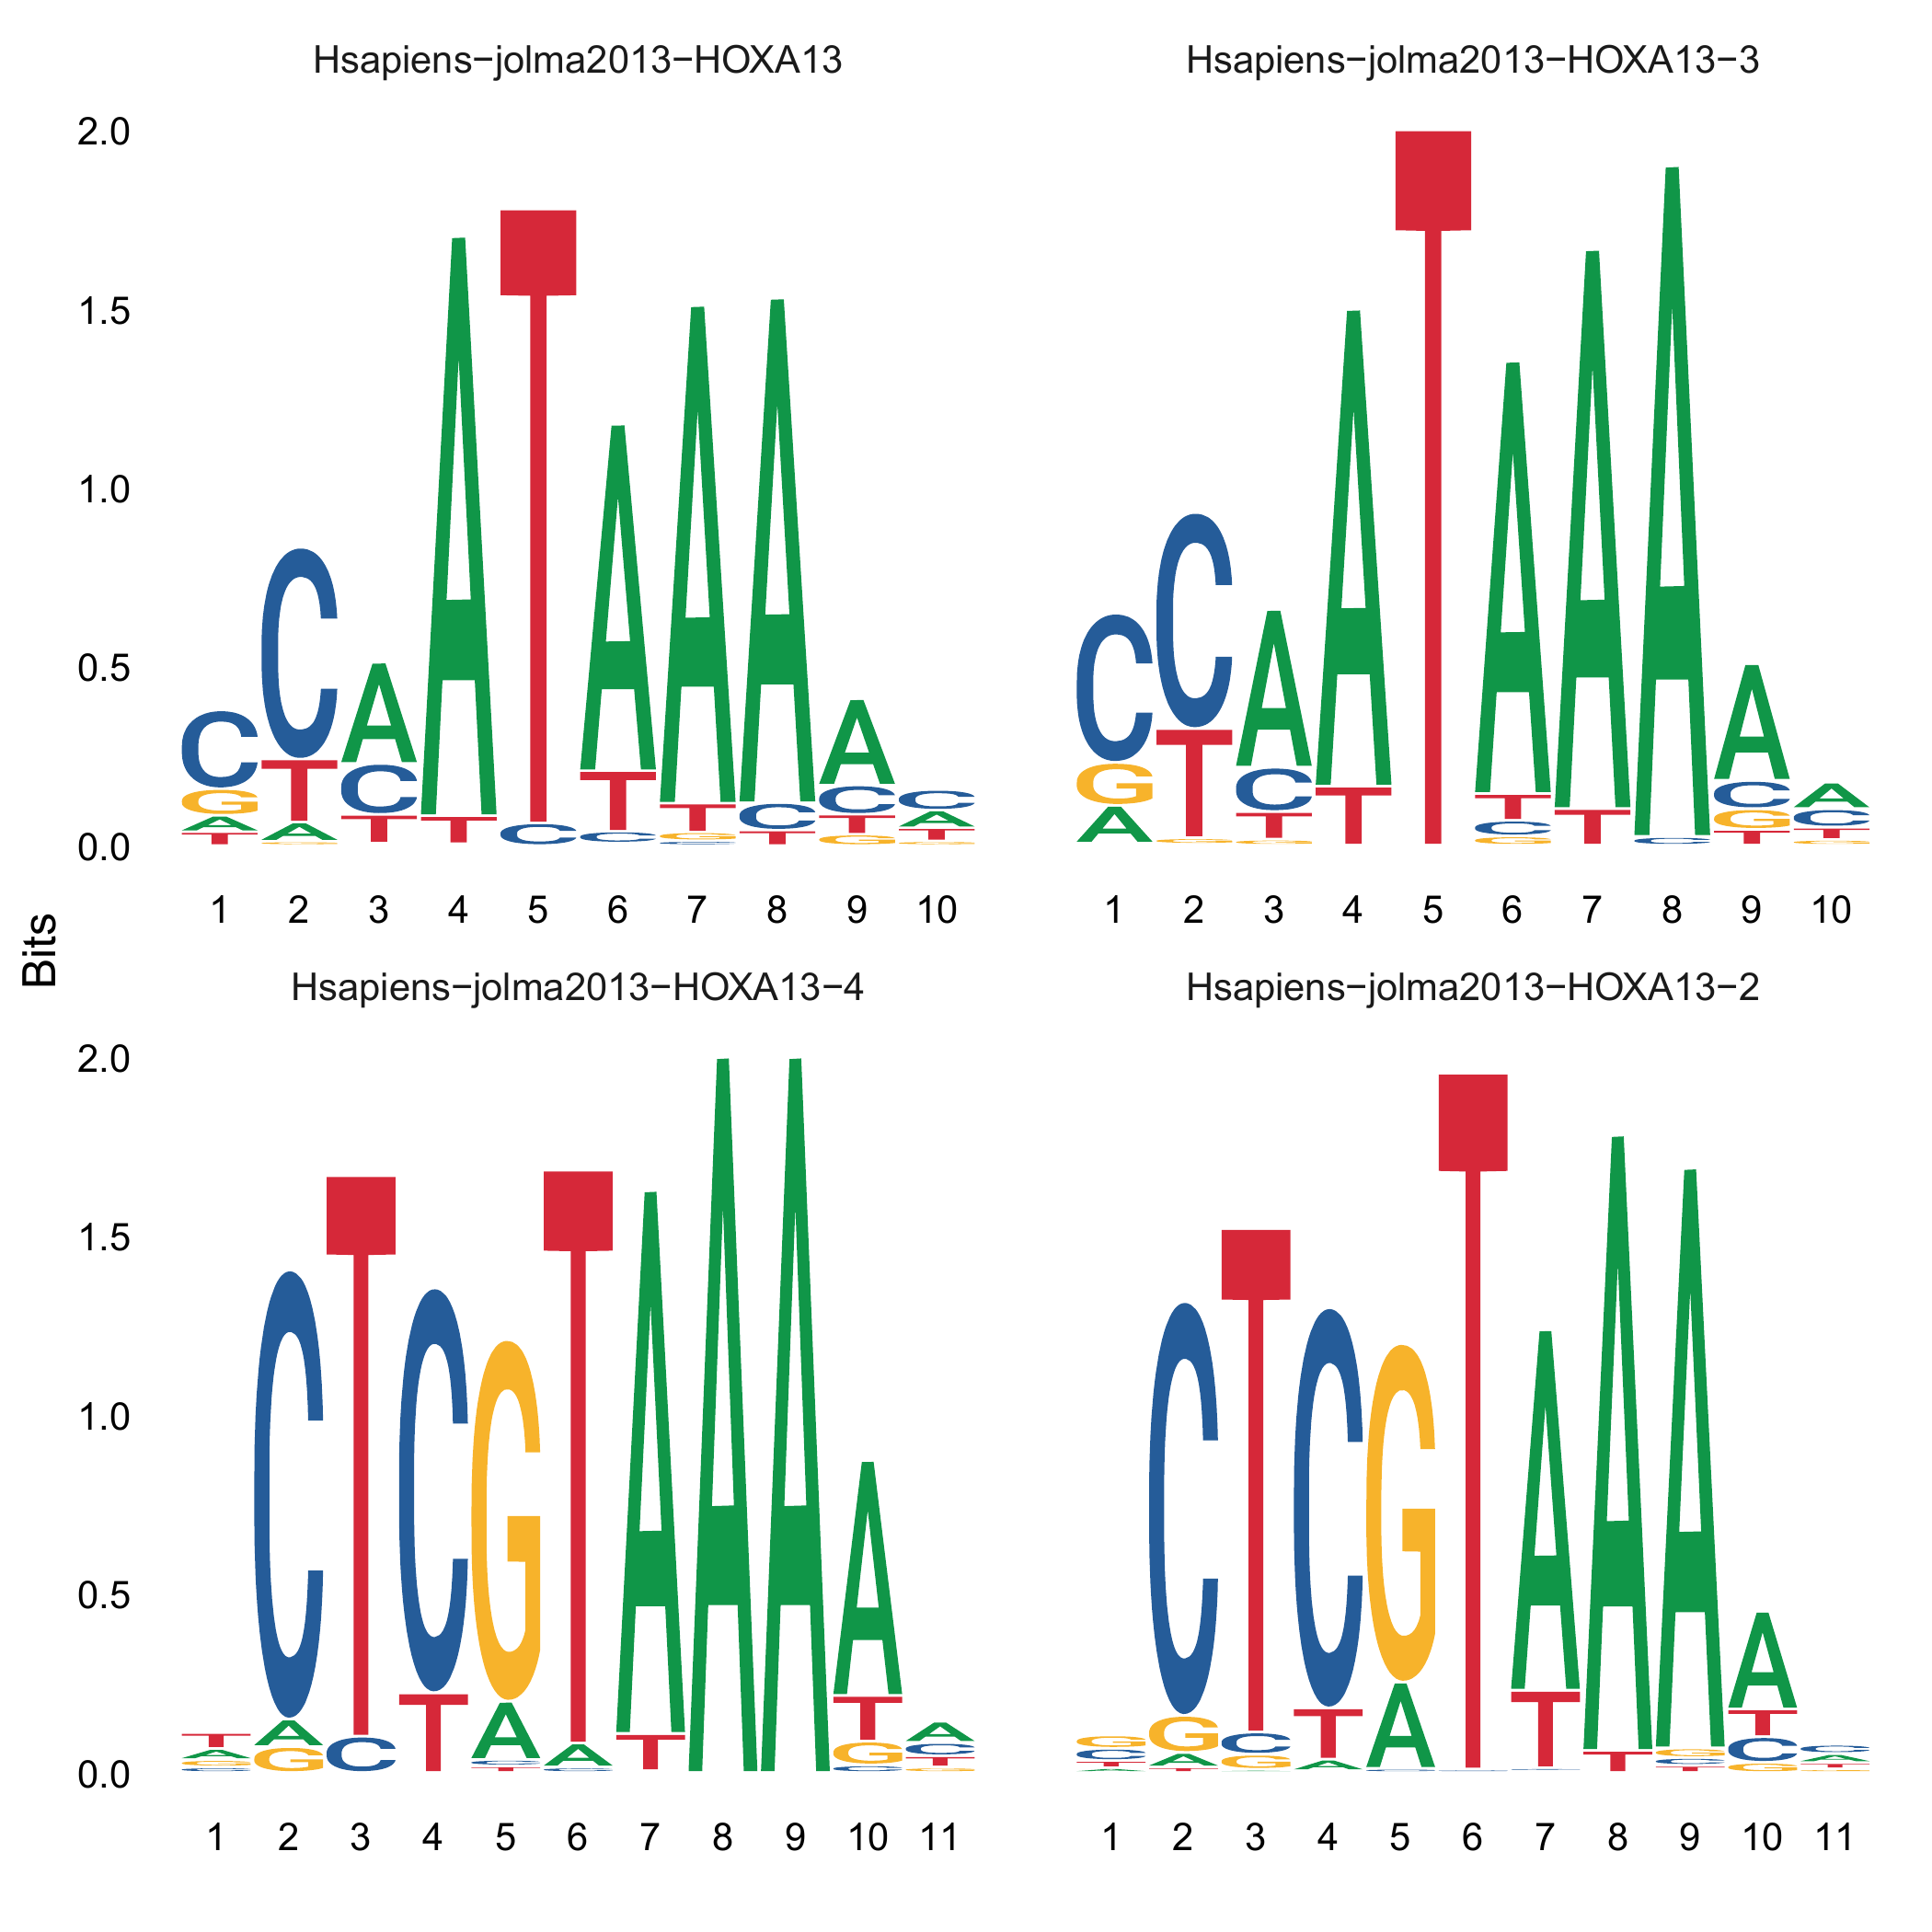 Hsapiens−jolma2013−HOXA13
Hsapiens−jolma2013−HOXA13−3
2.0
1.5
1.0
0.5
0.0
1 2 3 4 5 6 7 8 9 10
1 2 3 4 5 6 7 8 9 10
Bits
Hsapiens−jolma2013−HOXA13−4
Hsapiens−jolma2013−HOXA13−2
2.0
1.5
1.0
0.5
0.0
1 2 3 4 5 6 7 8 9 10 11
1 2 3 4 5 6 7 8 9 10 11